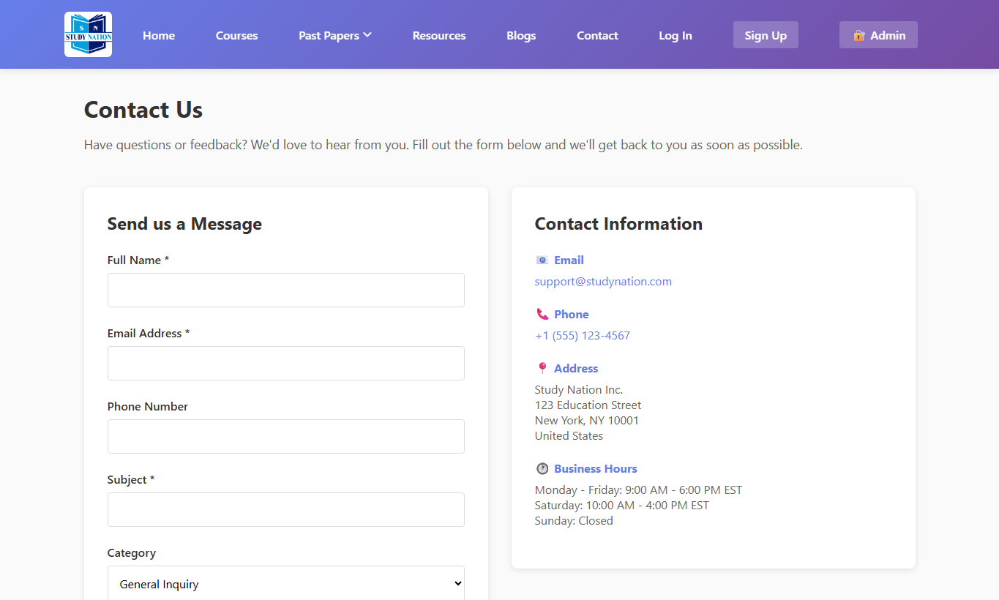 S N
STUDY NATION
Home
Courses
Past Papers
Resources
Blogs
Contact
Log In
Sign Up
Admin
Contact Us
Have questions or feedback? We'd love to hear from you. Fill out the form below and we'll get back to you as soon as possible.
Send us a Message
Full Name *
Email Address *
Phone Number
Subject *
Category
General Inquiry
Contact Information
Email
support@studynation.com
Phone
+1 (555) 123-4567
Address
Study Nation Inc.
123 Education Street
New York, NY 10001
United States
Business Hours
Monday - Friday: 9:00 AM - 6:00 PM EST
Saturday: 10:00 AM - 4:00 PM EST
Sunday: Closed